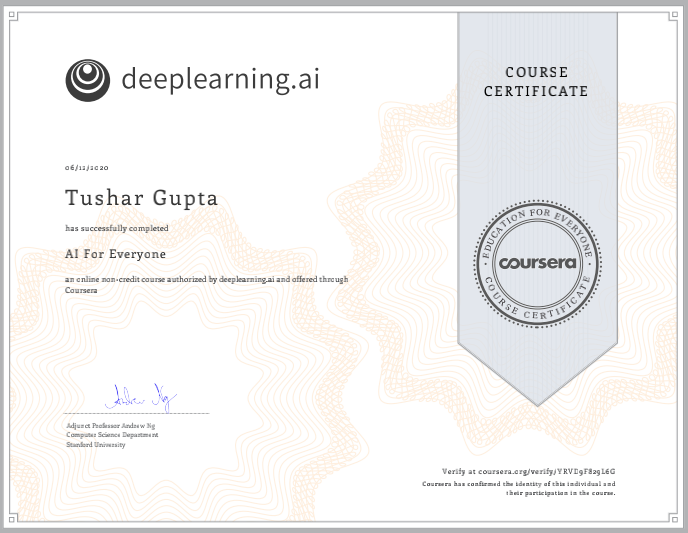 deeplearning.ai
COURSE
CERTIFICATE
06/12/2020
Tushar Gupta
has successfully completed
AI For Everyone
an online non-credit course authorized by deeplearning.ai and offered through
Coursera
EDUCATION FOR EVERYONE
coursera
COURSE CERTIFICATE
Andrew Ng
Adjunct Professor Andrew Ng
Computer Science Department
Stanford University
Verify at coursera.org/verify/YRVD9F829L6G
Coursera has confirmed the identity of this individual and
their participation in the course.